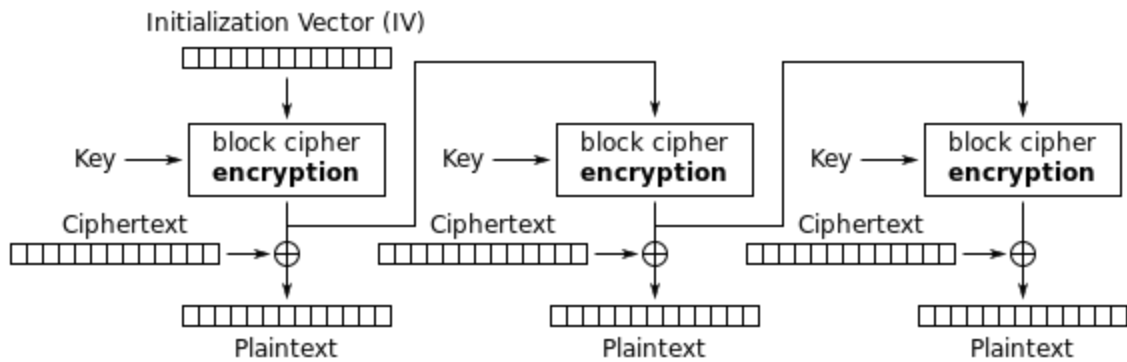 Initialization Vector (IV)
Key
block cipher
encryption
Key
block cipher
encryption
Key
block cipher
encryption
Ciphertext
Ciphertext
Ciphertext
Plaintext
Plaintext
Plaintext